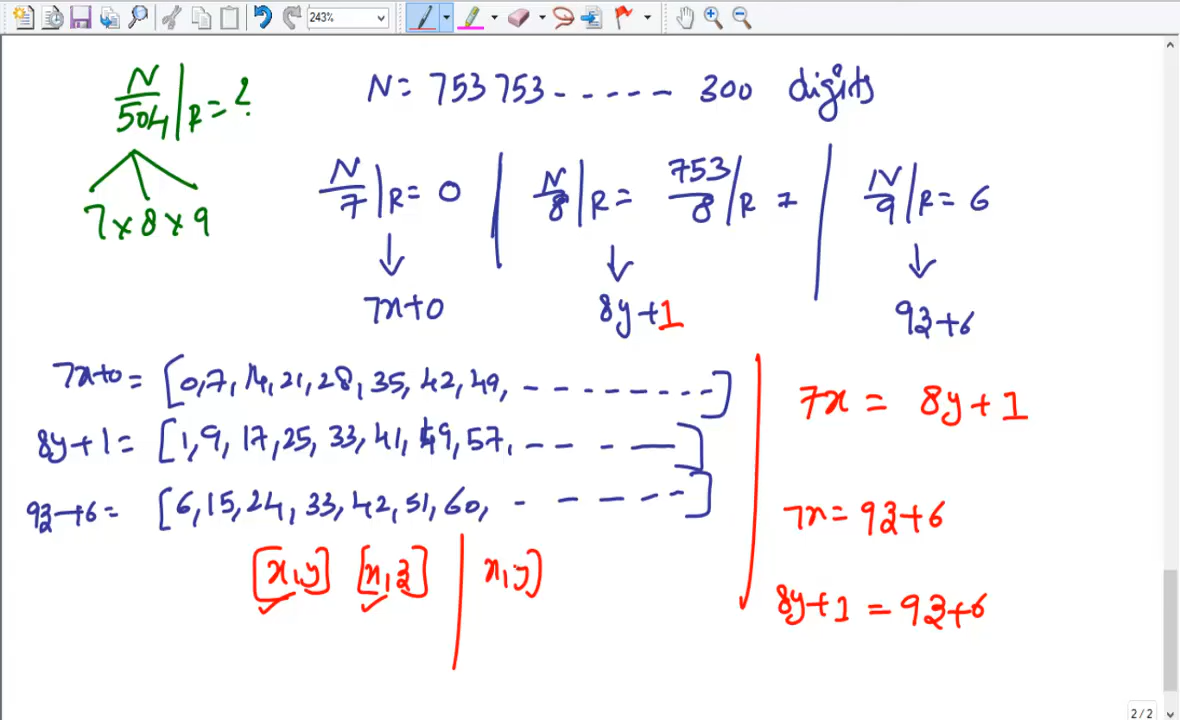 243%
N/504 | R = ?
7 x 8 x 9
N = 753 753 - - - - - - 300 digits
N/7 | R = 0
N/8 | R = 753/8 | R =
N/9 | R = 6
7x+0
8y+1
9z+6
7x+0 = [0, 7, 14, 21, 28, 35, 42, 49, - - - - - - - - -]
8y+1 = [1, 9, 17, 25, 33, 41, 49, 57, - - - —]
9z+6 = [6, 15, 24, 33, 42, 51, 60, - - - - -]
[x,y] [x,z] | x,y]
7x = 8y+1
7x = 9z+6
8y+1 = 9z+6
2/2